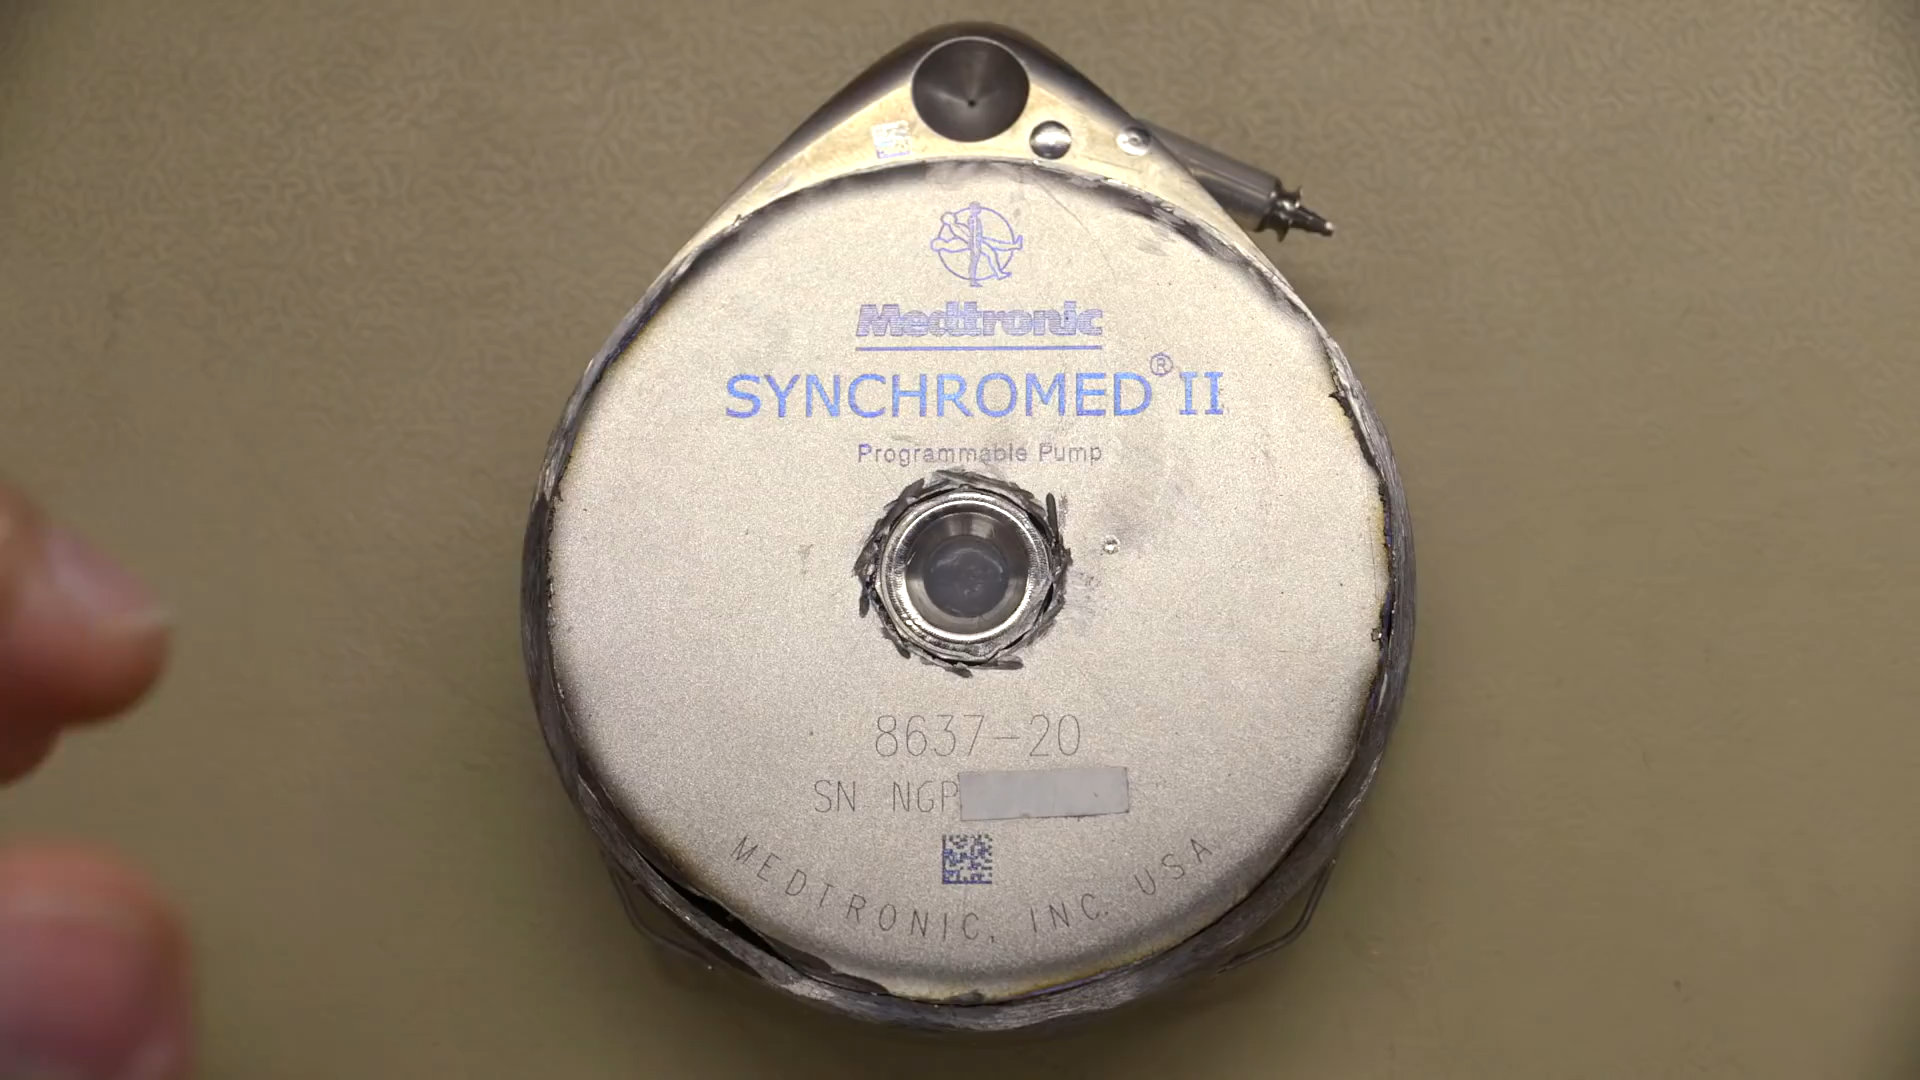 Medtronic
SYNCHROMED® II
Programmable Pump
8637-20
SN NGP
MEDTRONIC, INC. USA